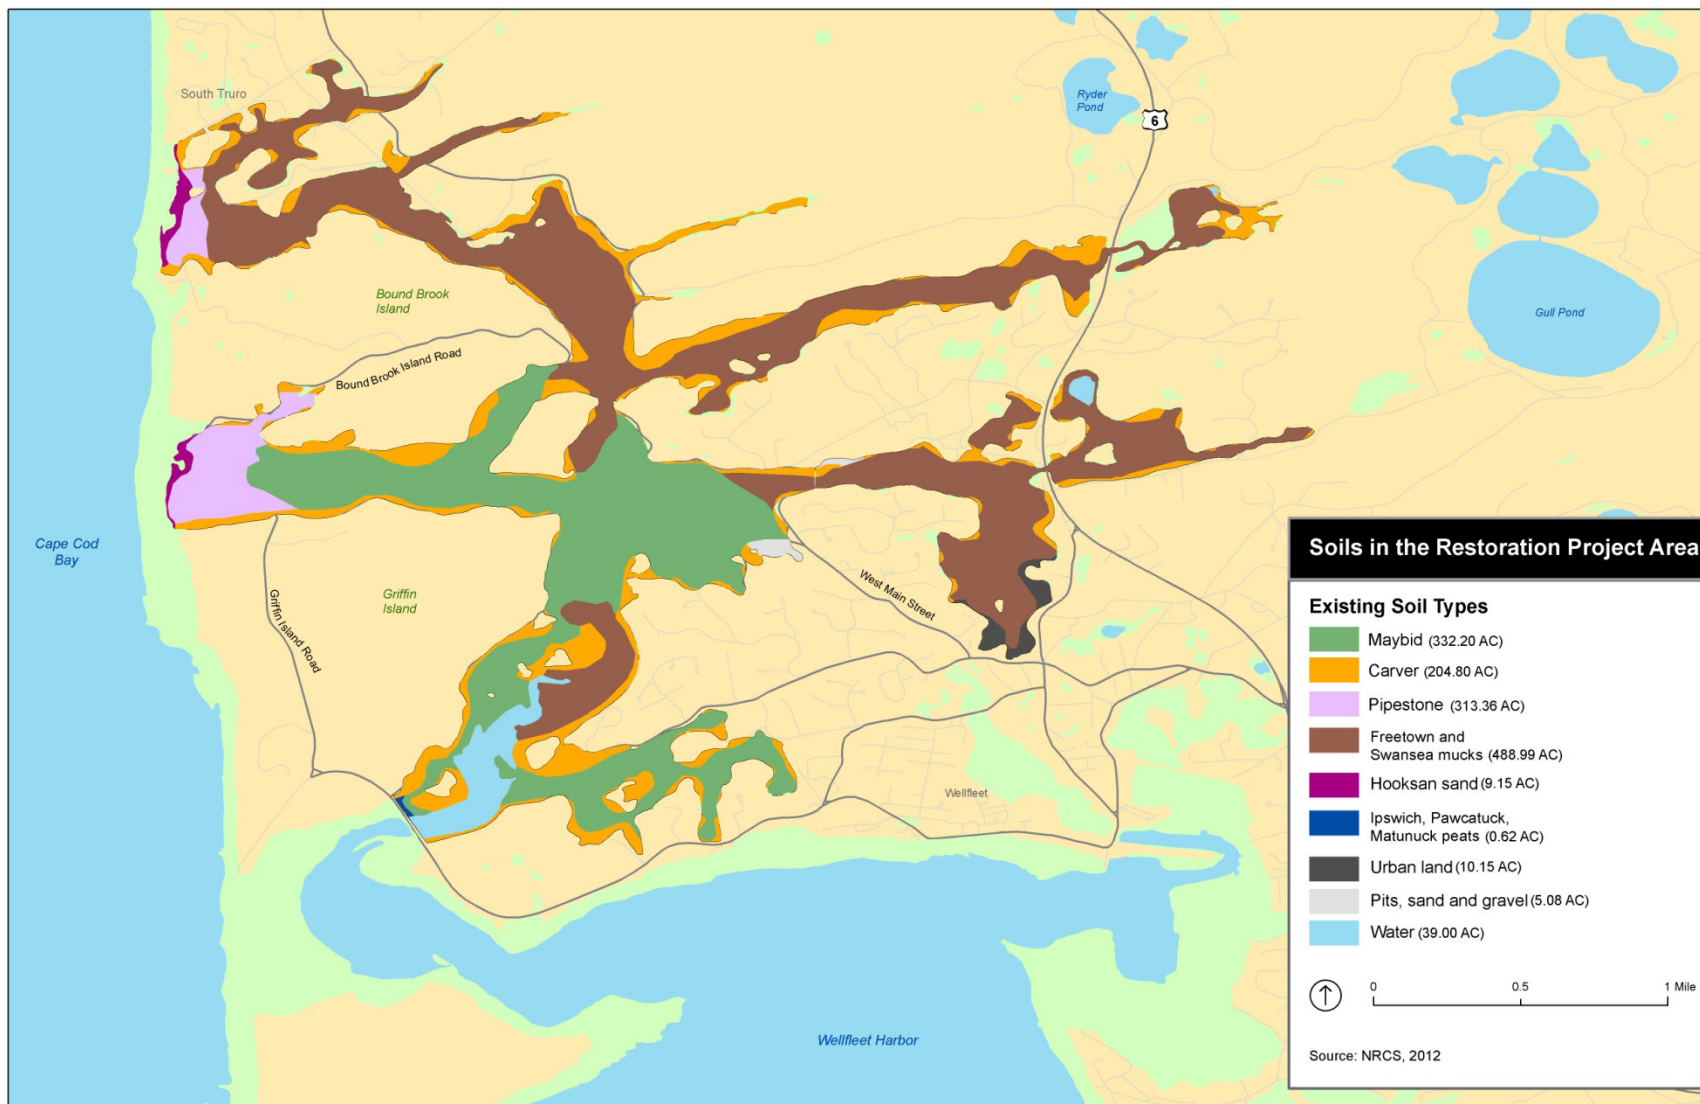 South Truro
Ryder
Pond
6
Gull Pond
Bound Brook
Island
Bound Brook Island Road
Cape Cod
Bay
Griffin
Island
Griffin Island Road
West Main Street
Wellfleet
Wellfleet Harbor
Soils in the Restoration Project Area
Existing Soil Types
Maybid (332.20 AC)
Carver (204.80 AC)
Pipestone (313.36 AC)
Freetown and
Swansea mucks (488.99 AC)
Hooksan sand (9.15 AC)
Ipswich, Pawcatuck,
Matunuck peats (0.62 AC)
Urban land (10.15 AC)
Pits, sand and gravel (5.08 AC)
Water (39.00 AC)
0 0.5 1 Mile
Source: NRCS, 2012